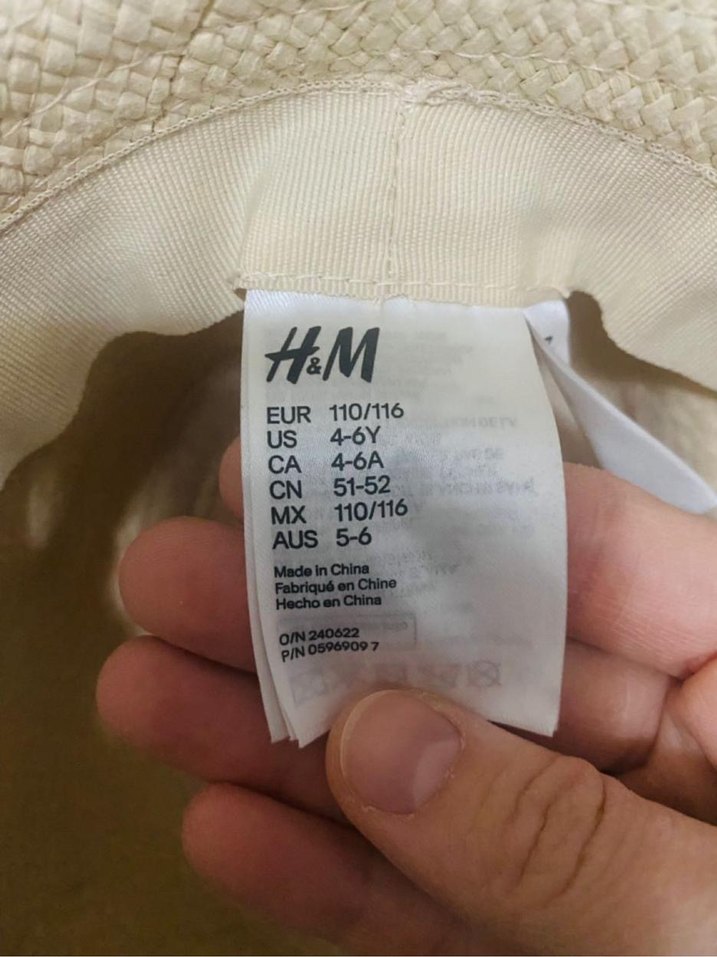 H&M
EUR 110/116
US 4-6Y
CA 4-6A
CN 51-52
MX 110/116
AUS 5-6
Made in China
Fabriqué en Chine
Hecho en China
O/N 240622
P/N 0596909 7